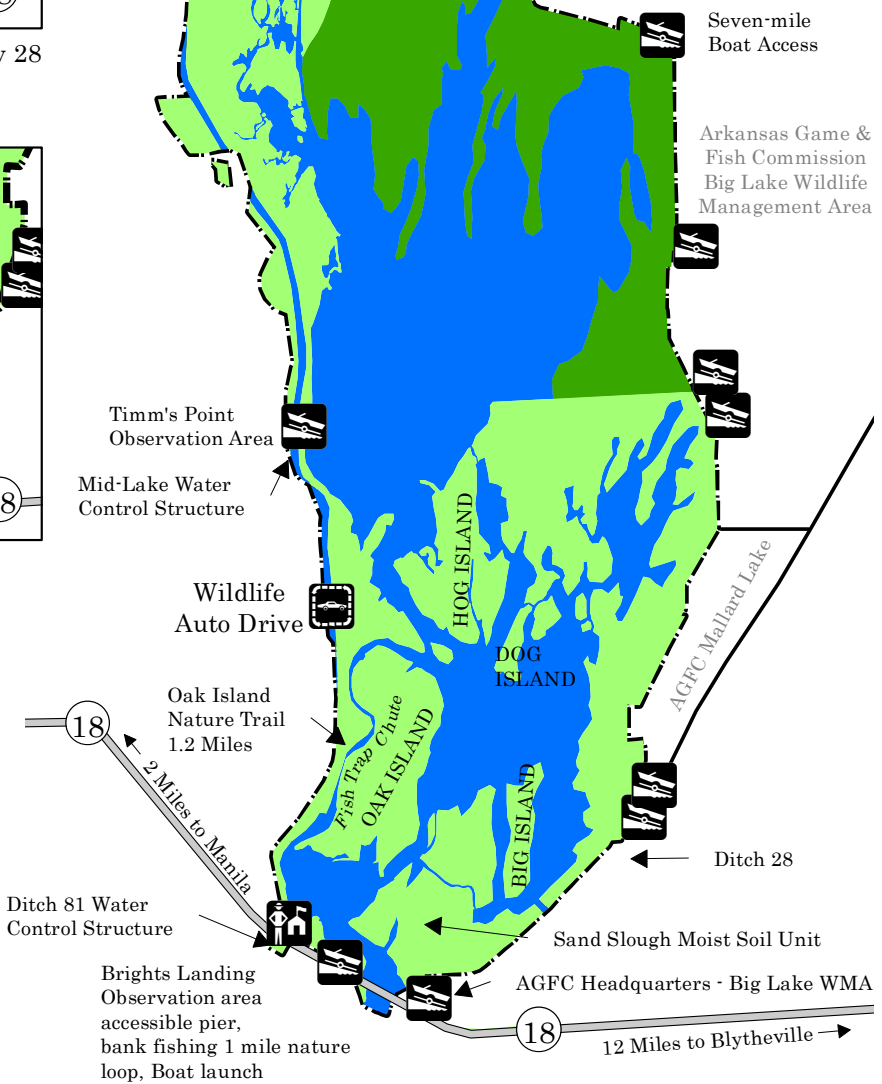 Seven-mile
Boat Access
28
Arkansas Game &
Fish Commission
Big Lake Wildlife
Management Area
Timm's Point
Observation Area
Mid-Lake Water
Control Structure
8
HOG ISLAND
Wildlife
Auto Drive
AGFC Mallard Lake
DOG
ISLAND
Oak Island
Nature Trail
1.2 Miles
Fish Trap Chute
OAK ISLAND
18
2 Miles to Manila
BIG ISLAND
Ditch 28
Ditch 81 Water
Control Structure
Sand Slough Moist Soil Unit
Brights Landing
Observation area
accessible pier,
bank fishing 1 mile nature
loop, Boat launch
AGFC Headquarters - Big Lake WMA
18
12 Miles to Blytheville